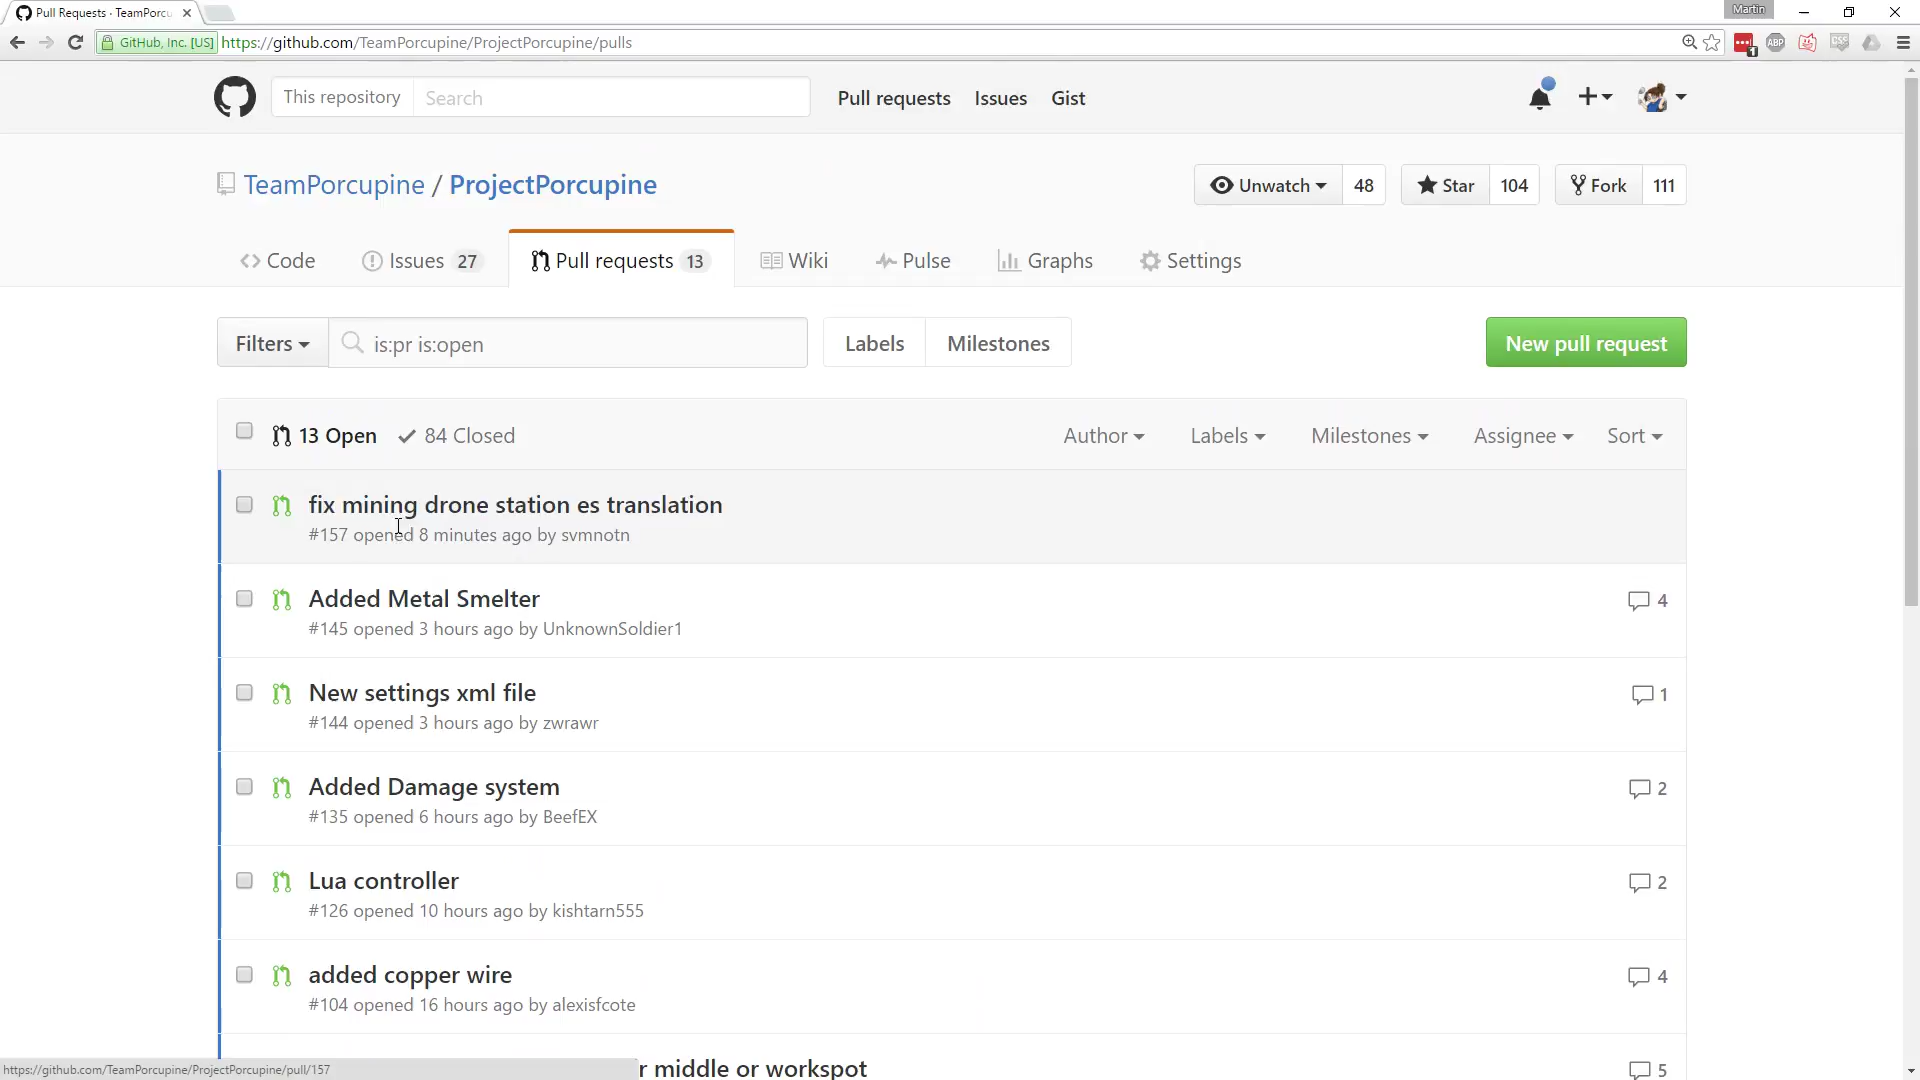 Pull Requests · TeamPorcu
Martin
GitHub, Inc. [US] https://github.com/TeamPorcupine/ProjectPorcupine/pulls
1
ABP
This repository Search Pull requests Issues Gist
TeamPorcupine / ProjectPorcupine
Unwatch 48 Star 104 Fork 111
Code Issues 27 Pull requests 13 Wiki Pulse Graphs Settings
Filters is:pr is:open Labels Milestones New pull request
13 Open 84 Closed Author Labels Milestones Assignee Sort
fix mining drone station es translation
#157 opened 8 minutes ago by svmnotn
Added Metal Smelter 4
#145 opened 3 hours ago by UnknownSoldier1
New settings xml file 1
#144 opened 3 hours ago by zwrawr
Added Damage system 2
#135 opened 6 hours ago by BeefEX
Lua controller 2
#126 opened 10 hours ago by kishtarn555
added copper wire 4
#104 opened 16 hours ago by alexisfcote
r middle or workspot 5
https://github.com/TeamPorcupine/ProjectPorcupine/pull/157